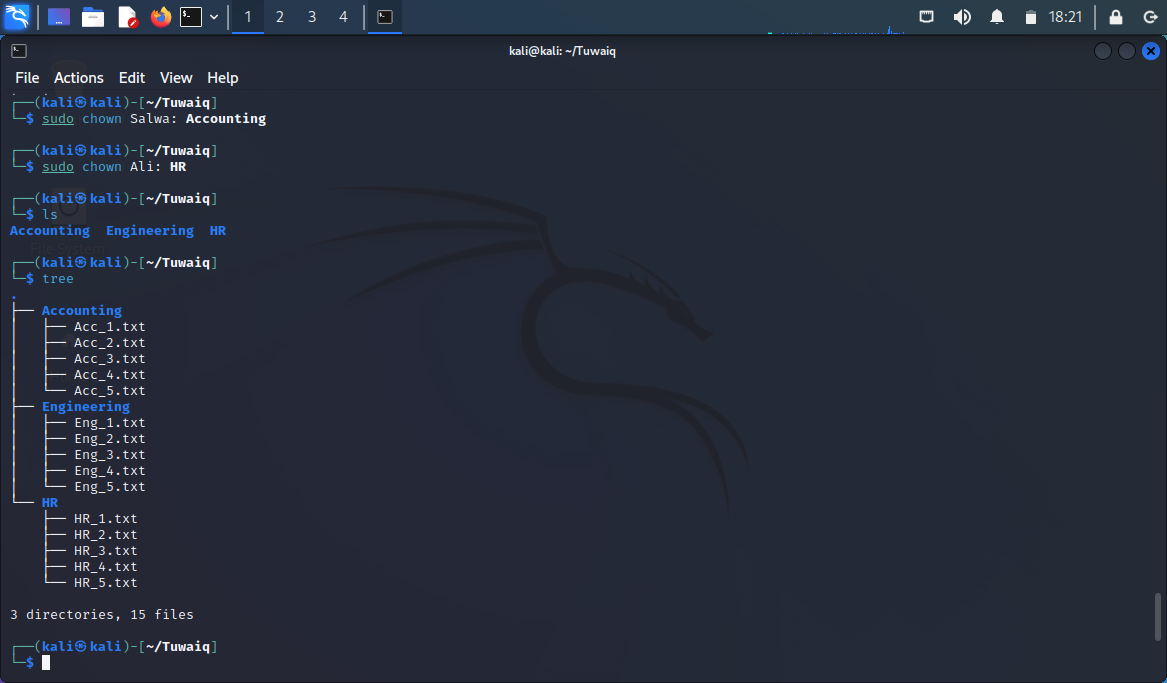 1 2 3 4 18:21
kali@kali: ~/Tuwaiq
File Actions Edit View Help
┌──(kali㉿kali)-[~/Tuwaiq]
└─$ sudo chown Salwa: Accounting
┌──(kali㉿kali)-[~/Tuwaiq]
└─$ sudo chown Ali: HR
┌──(kali㉿kali)-[~/Tuwaiq]
└─$ ls
Accounting Engineering HR
File System
┌──(kali㉿kali)-[~/Tuwaiq]
└─$ tree
.
├── Accounting
│   ├── Acc_1.txt
│   ├── Acc_2.txt
│   ├── Acc_3.txt
│   ├── Acc_4.txt
│   └── Acc_5.txt
├── Engineering
│   ├── Eng_1.txt
│   ├── Eng_2.txt
│   ├── Eng_3.txt
│   ├── Eng_4.txt
│   └── Eng_5.txt
└── HR
    ├── HR_1.txt
    ├── HR_2.txt
    ├── HR_3.txt
    ├── HR_4.txt
    └── HR_5.txt
3 directories, 15 files
┌──(kali㉿kali)-[~/Tuwaiq]
└─$